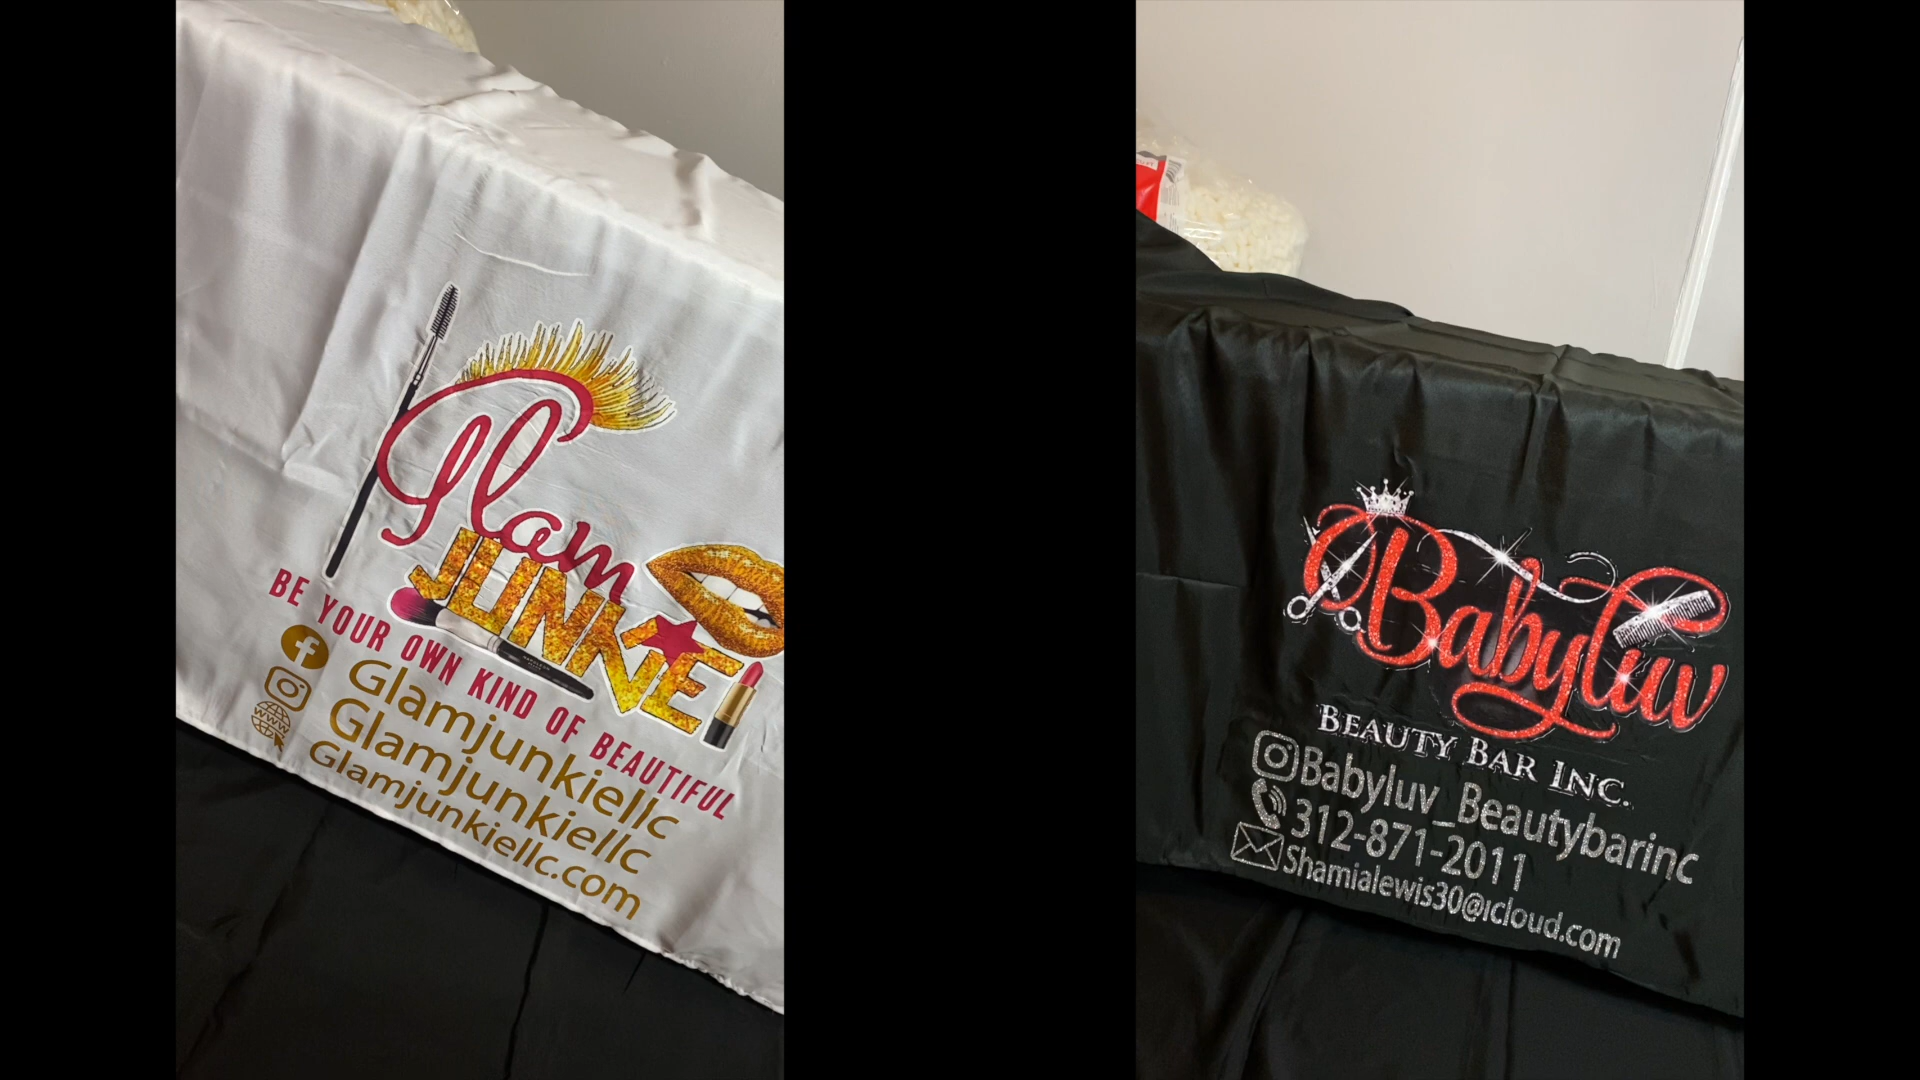 Glam
JUNKIE
BE YOUR OWN KIND OF BEAUTIFUL
Glamjunkiellc
Glamjunkiellc
www
Glamjunkiellc.com
Babyluv
BEAUTY BAR INC.
Babyluv_Beautybarinc
312-871-2011
Shamialewis30@icloud.com